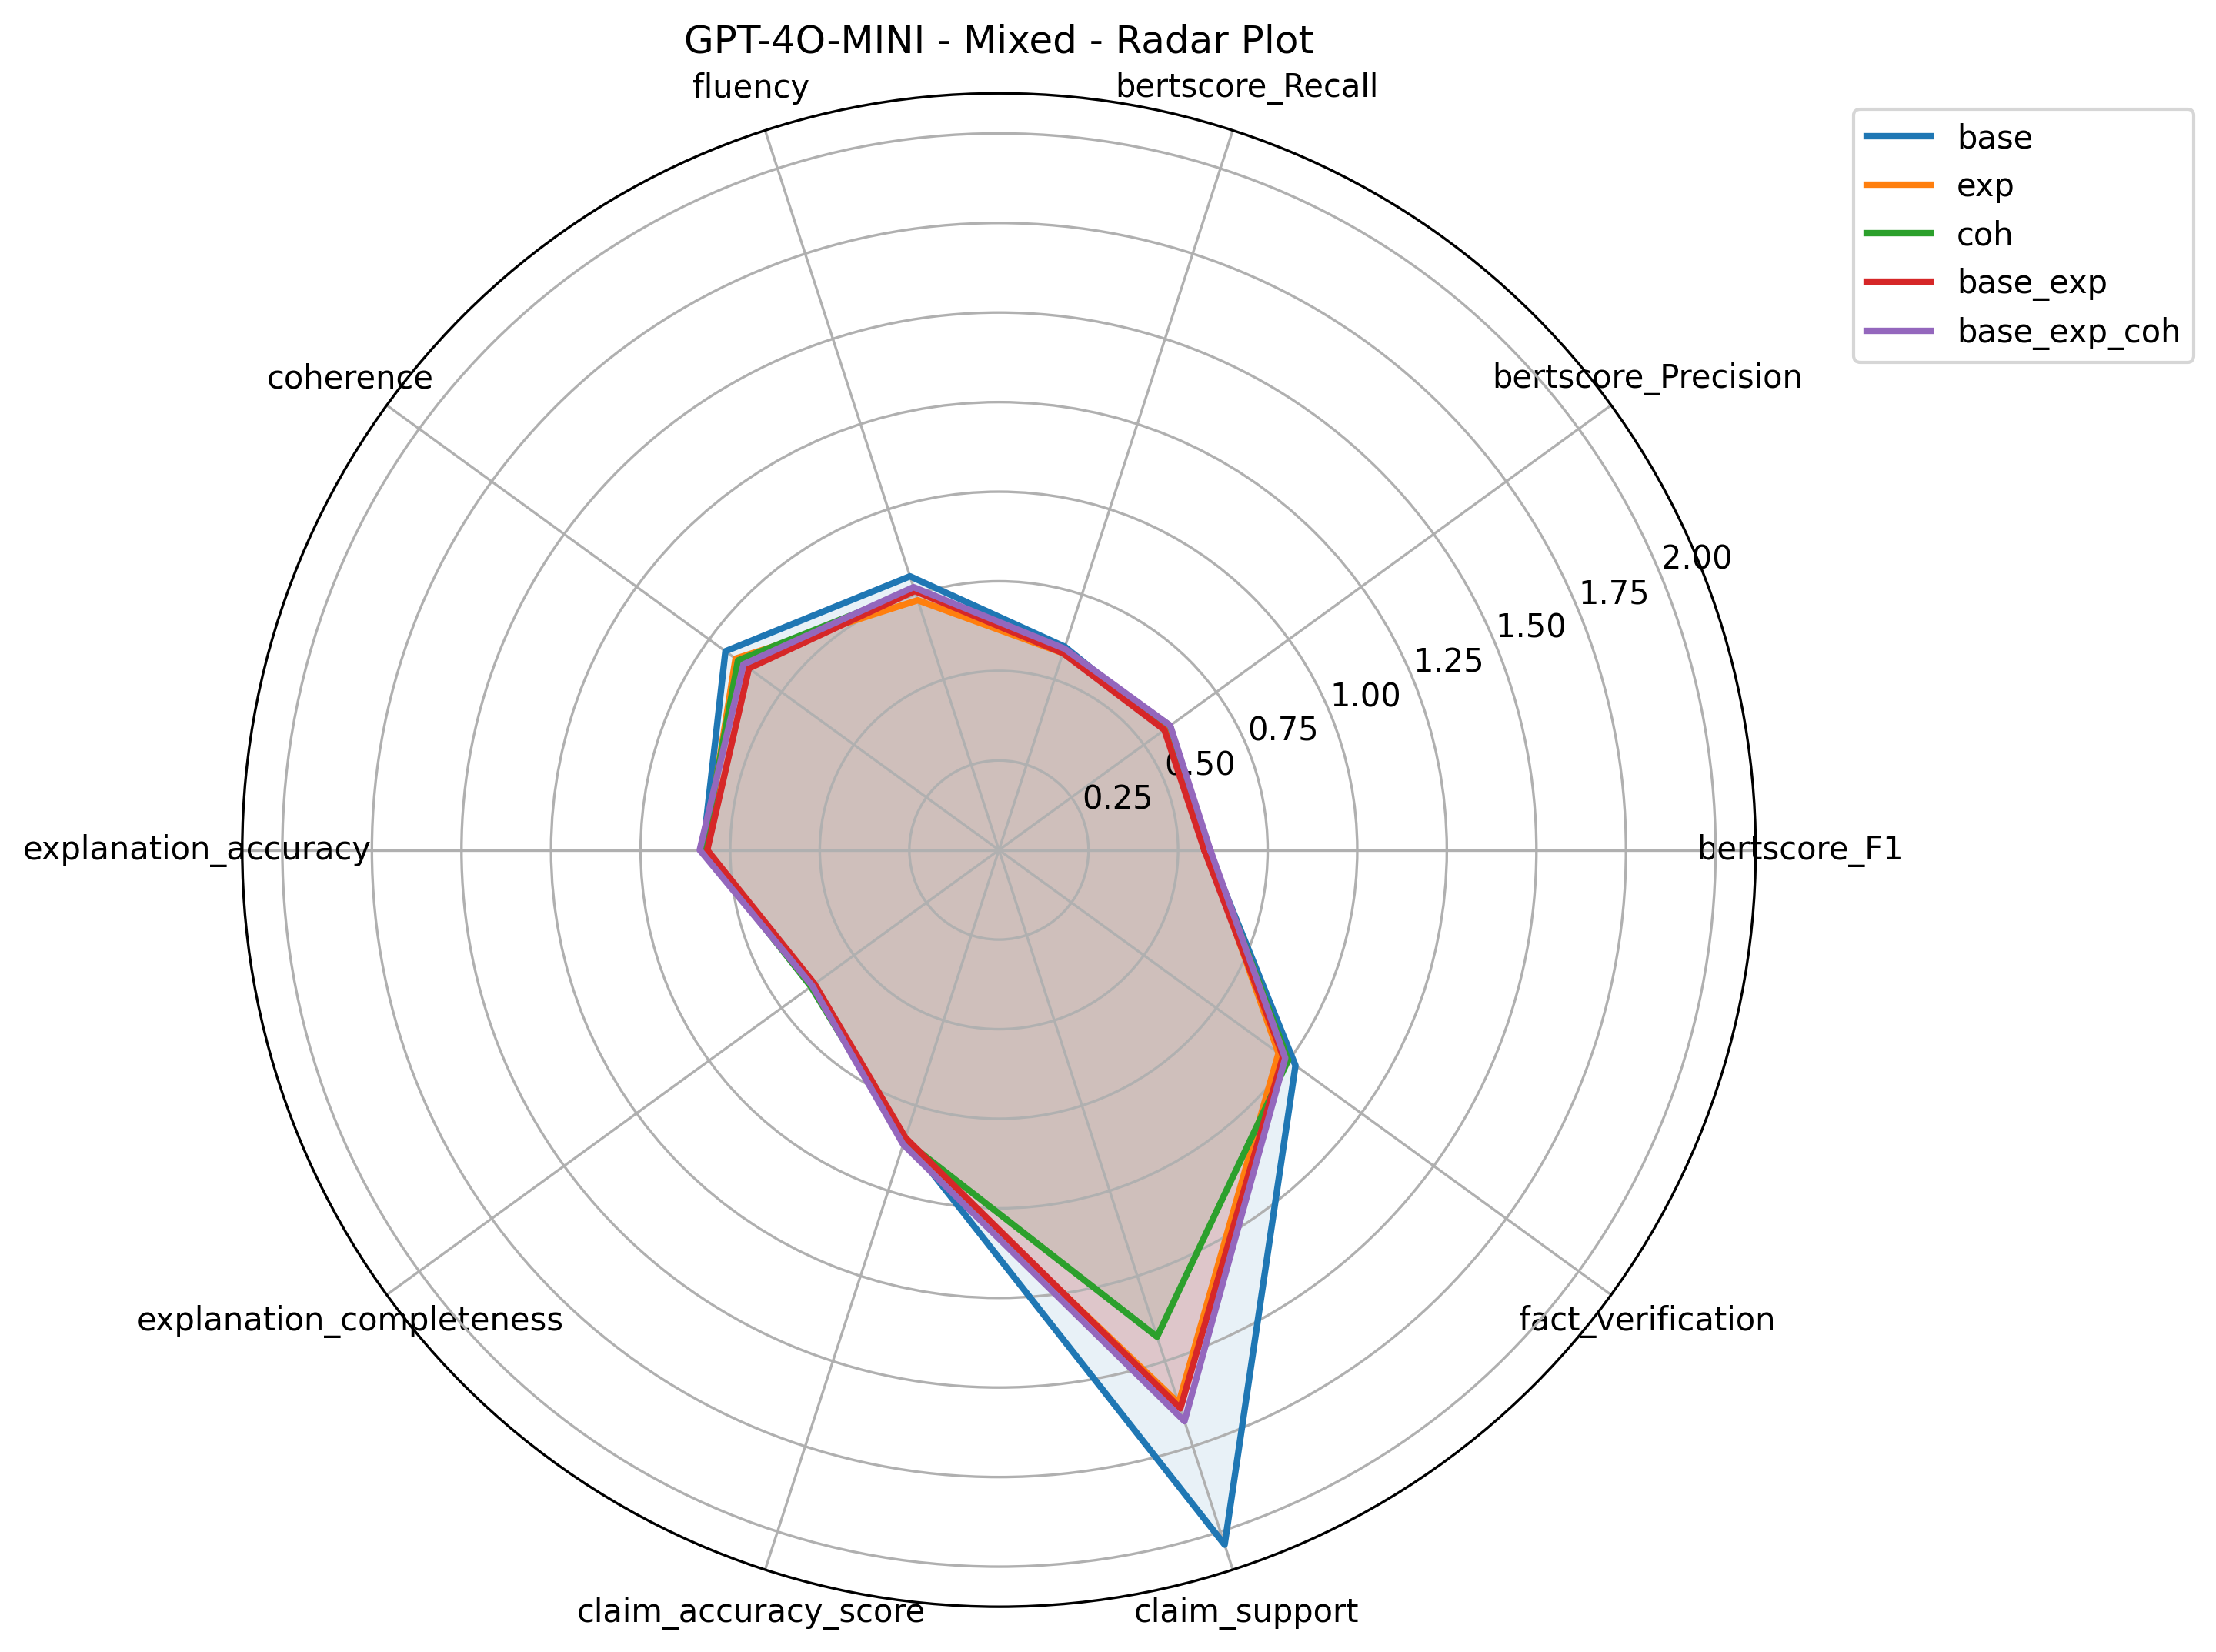 GPT-4O-MINI - Mixed - Radar Plot
fluency
bertscore_Recall
base
exp
coh
base_exp
base_exp_coh
coherence
bertscore_Precision
2.00
1.75
1.50
1.25
1.00
0.75
0.50
0.25
explanation_accuracy
bertscore_F1
explanation_completeness
fact_verification
claim_accuracy_score
claim_support